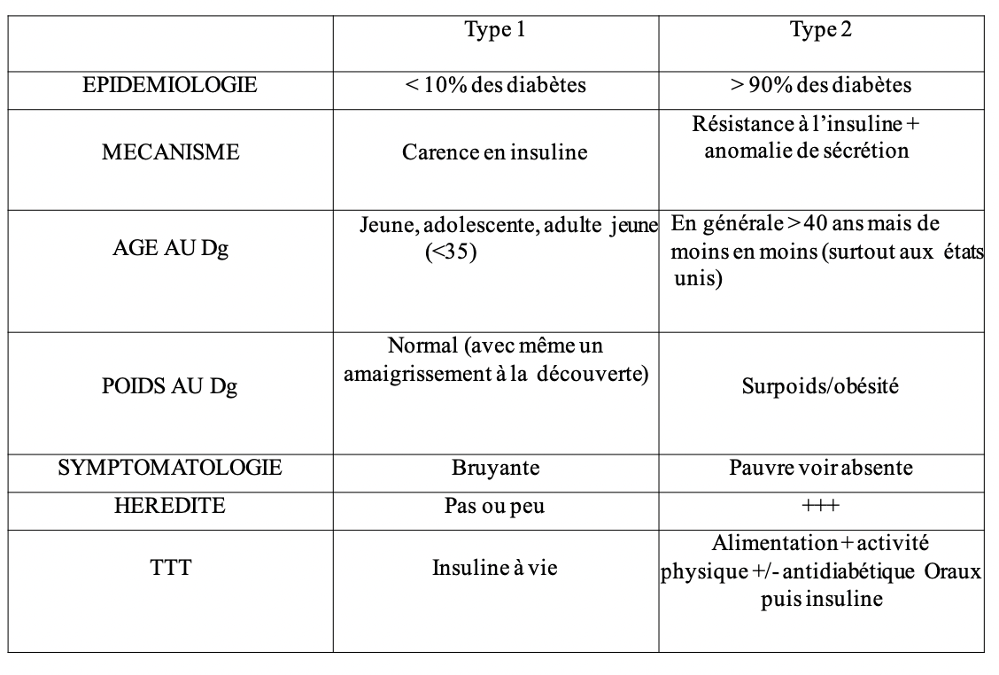 Type 1
Type 2
EPIDEMIOLOGIE
< 10% des diabètes
> 90% des diabètes
MECANISME
Carence en insuline
Résistance à l’insuline +
anomalie de sécrétion
AGE AU Dg
Jeune, adolescente, adulte jeune
(<35)
En générale > 40 ans mais de
moins en moins (surtout aux états
unis)
POIDS AU Dg
Normal (avec même un
amaigrissement à la découverte)
Surpoids/obésité
SYMPTOMATOLOGIE
Bruyante
Pauvre voir absente
HEREDITE
Pas ou peu
+++
TTT
Insuline à vie
Alimentation + activité
physique +/- antidiabétique Oraux
puis insuline